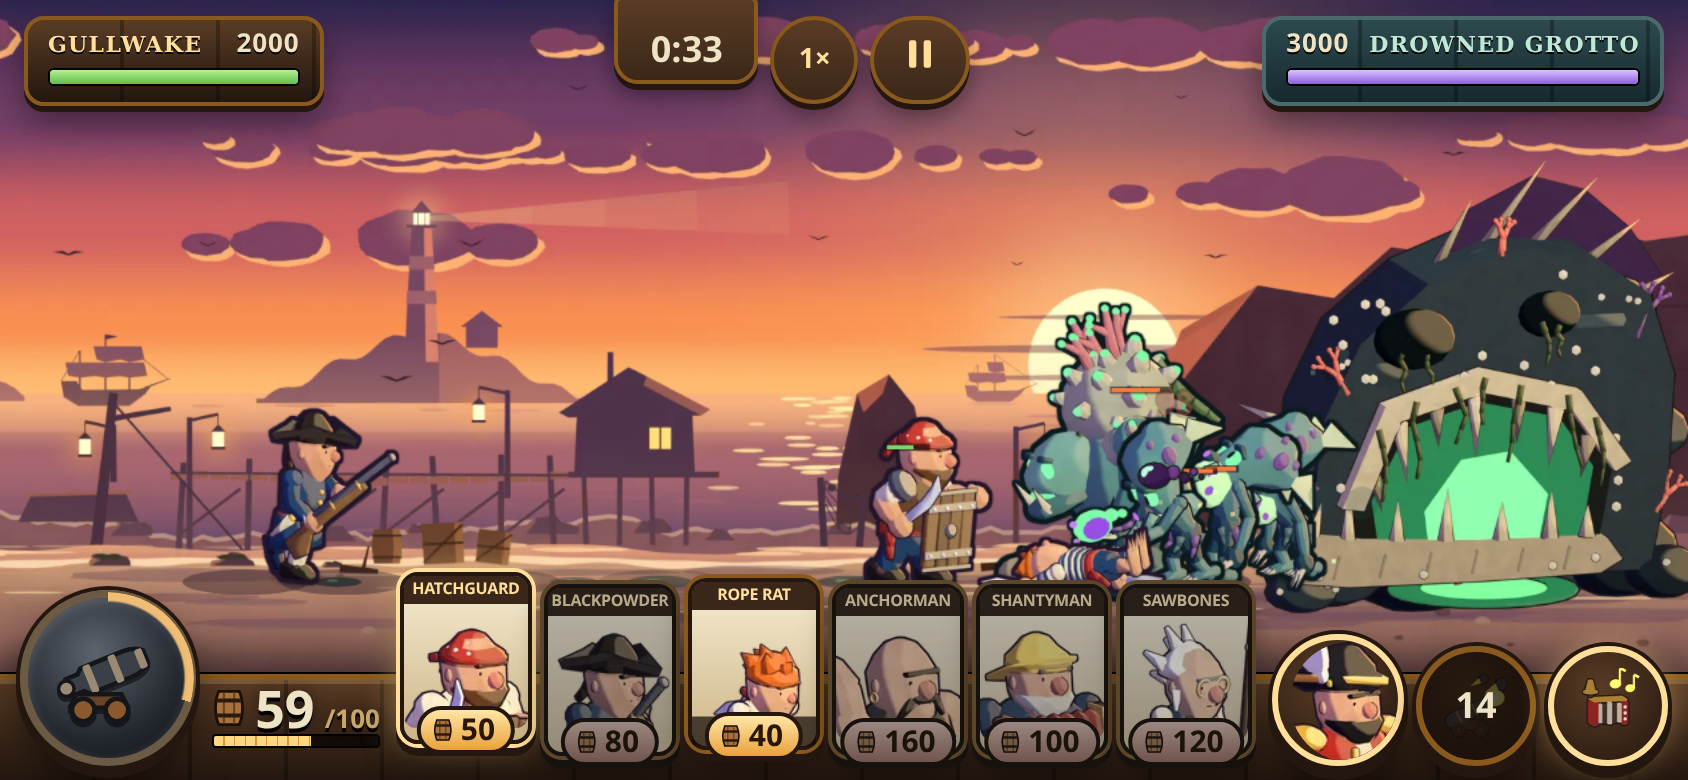 GULLWAKE 2000
0:33
1×
3000 DROWNED GROTTO
HATCHGUARD
BLACKPOWDER
ROPE RAT
ANCHORMAN
SHANTYMAN
SAWBONES
59 /100
50
80
40
160
100
120
14